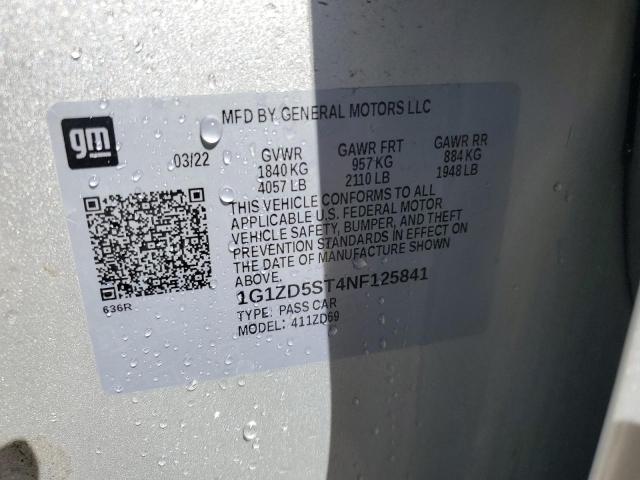 MFD BY GENERAL MOTORS LLC
gm
03/22
GVWR
1840 KG
4057 LB
GAWR FRT
957 KG
2110 LB
GAWR RR
884 KG
1948 LB
THIS VEHICLE CONFORMS TO ALL
APPLICABLE U.S. FEDERAL MOTOR
VEHICLE SAFETY, BUMPER, AND THEFT
PREVENTION STANDARDS IN EFFECT ON
THE DATE OF MANUFACTURE SHOWN
ABOVE.
1G1ZD5ST4NF125841
TYPE: PASS CAR
MODEL: 411ZD69
636R